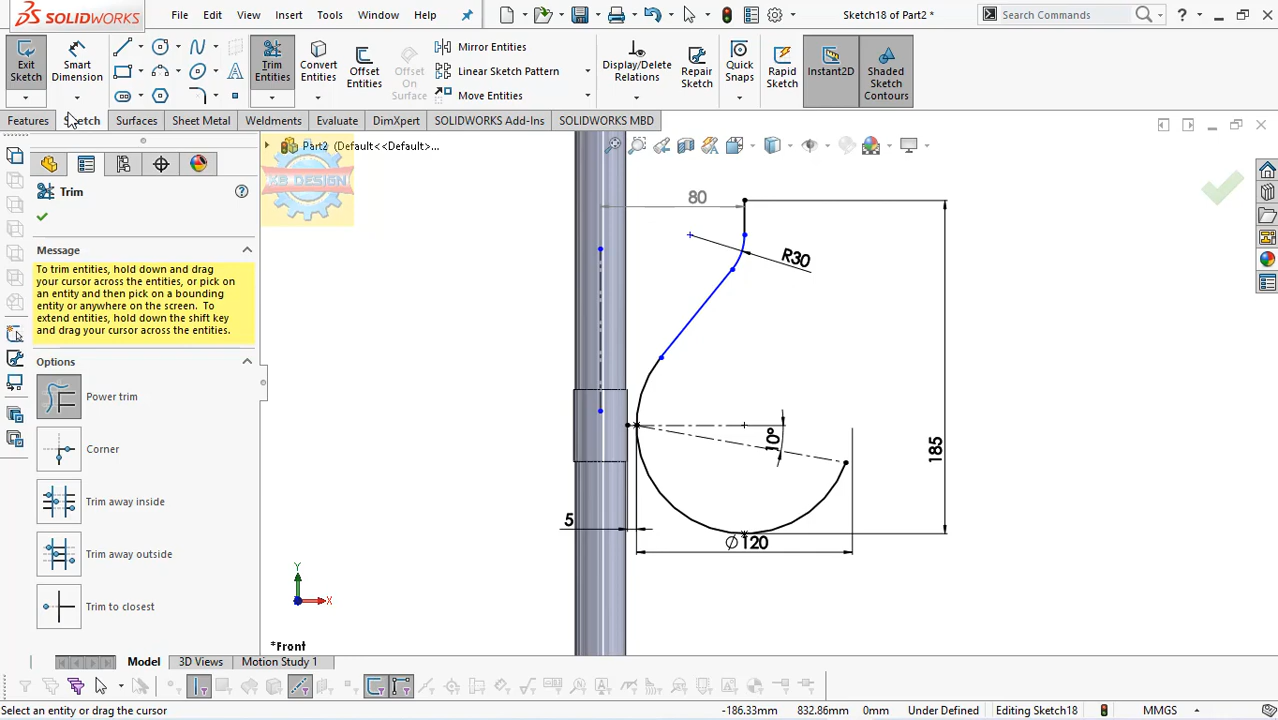 SOLIDWORKS
File
Edit
View
Insert
Tools
Window
Help
Sketch18 of Part2 *
Search Commands
?
Exit Sketch
Smart Dimension
Trim Entities
Convert Entities
Offset Entities
Offset On Surface
Mirror Entities
Linear Sketch Pattern
Move Entities
Display/Delete Relations
Repair Sketch
Quick Snaps
Rapid Sketch
Instant2D
Shaded Sketch Contours
Features
Sketch
Surfaces
Sheet Metal
Weldments
Evaluate
DimXpert
SOLIDWORKS Add-Ins
SOLIDWORKS MBD
Part2 (Default<<Default>...
KB DESIGN
Trim
Message
To trim entities, hold down and drag
your cursor across the entities, or pick on
an entity and then pick on a bounding
entity or anywhere on the screen. To
extend entities, hold down the shift key
and drag your cursor across the entities.
Options
Power trim
Corner
Trim away inside
Trim away outside
Trim to closest
80
R30
10°
185
5
∅120
Y
X
*Front
Model
3D Views
Motion Study 1
Select an entity or drag the cursor
-186.33mm
832.86mm
0mm
Under Defined
Editing Sketch18
MMGS